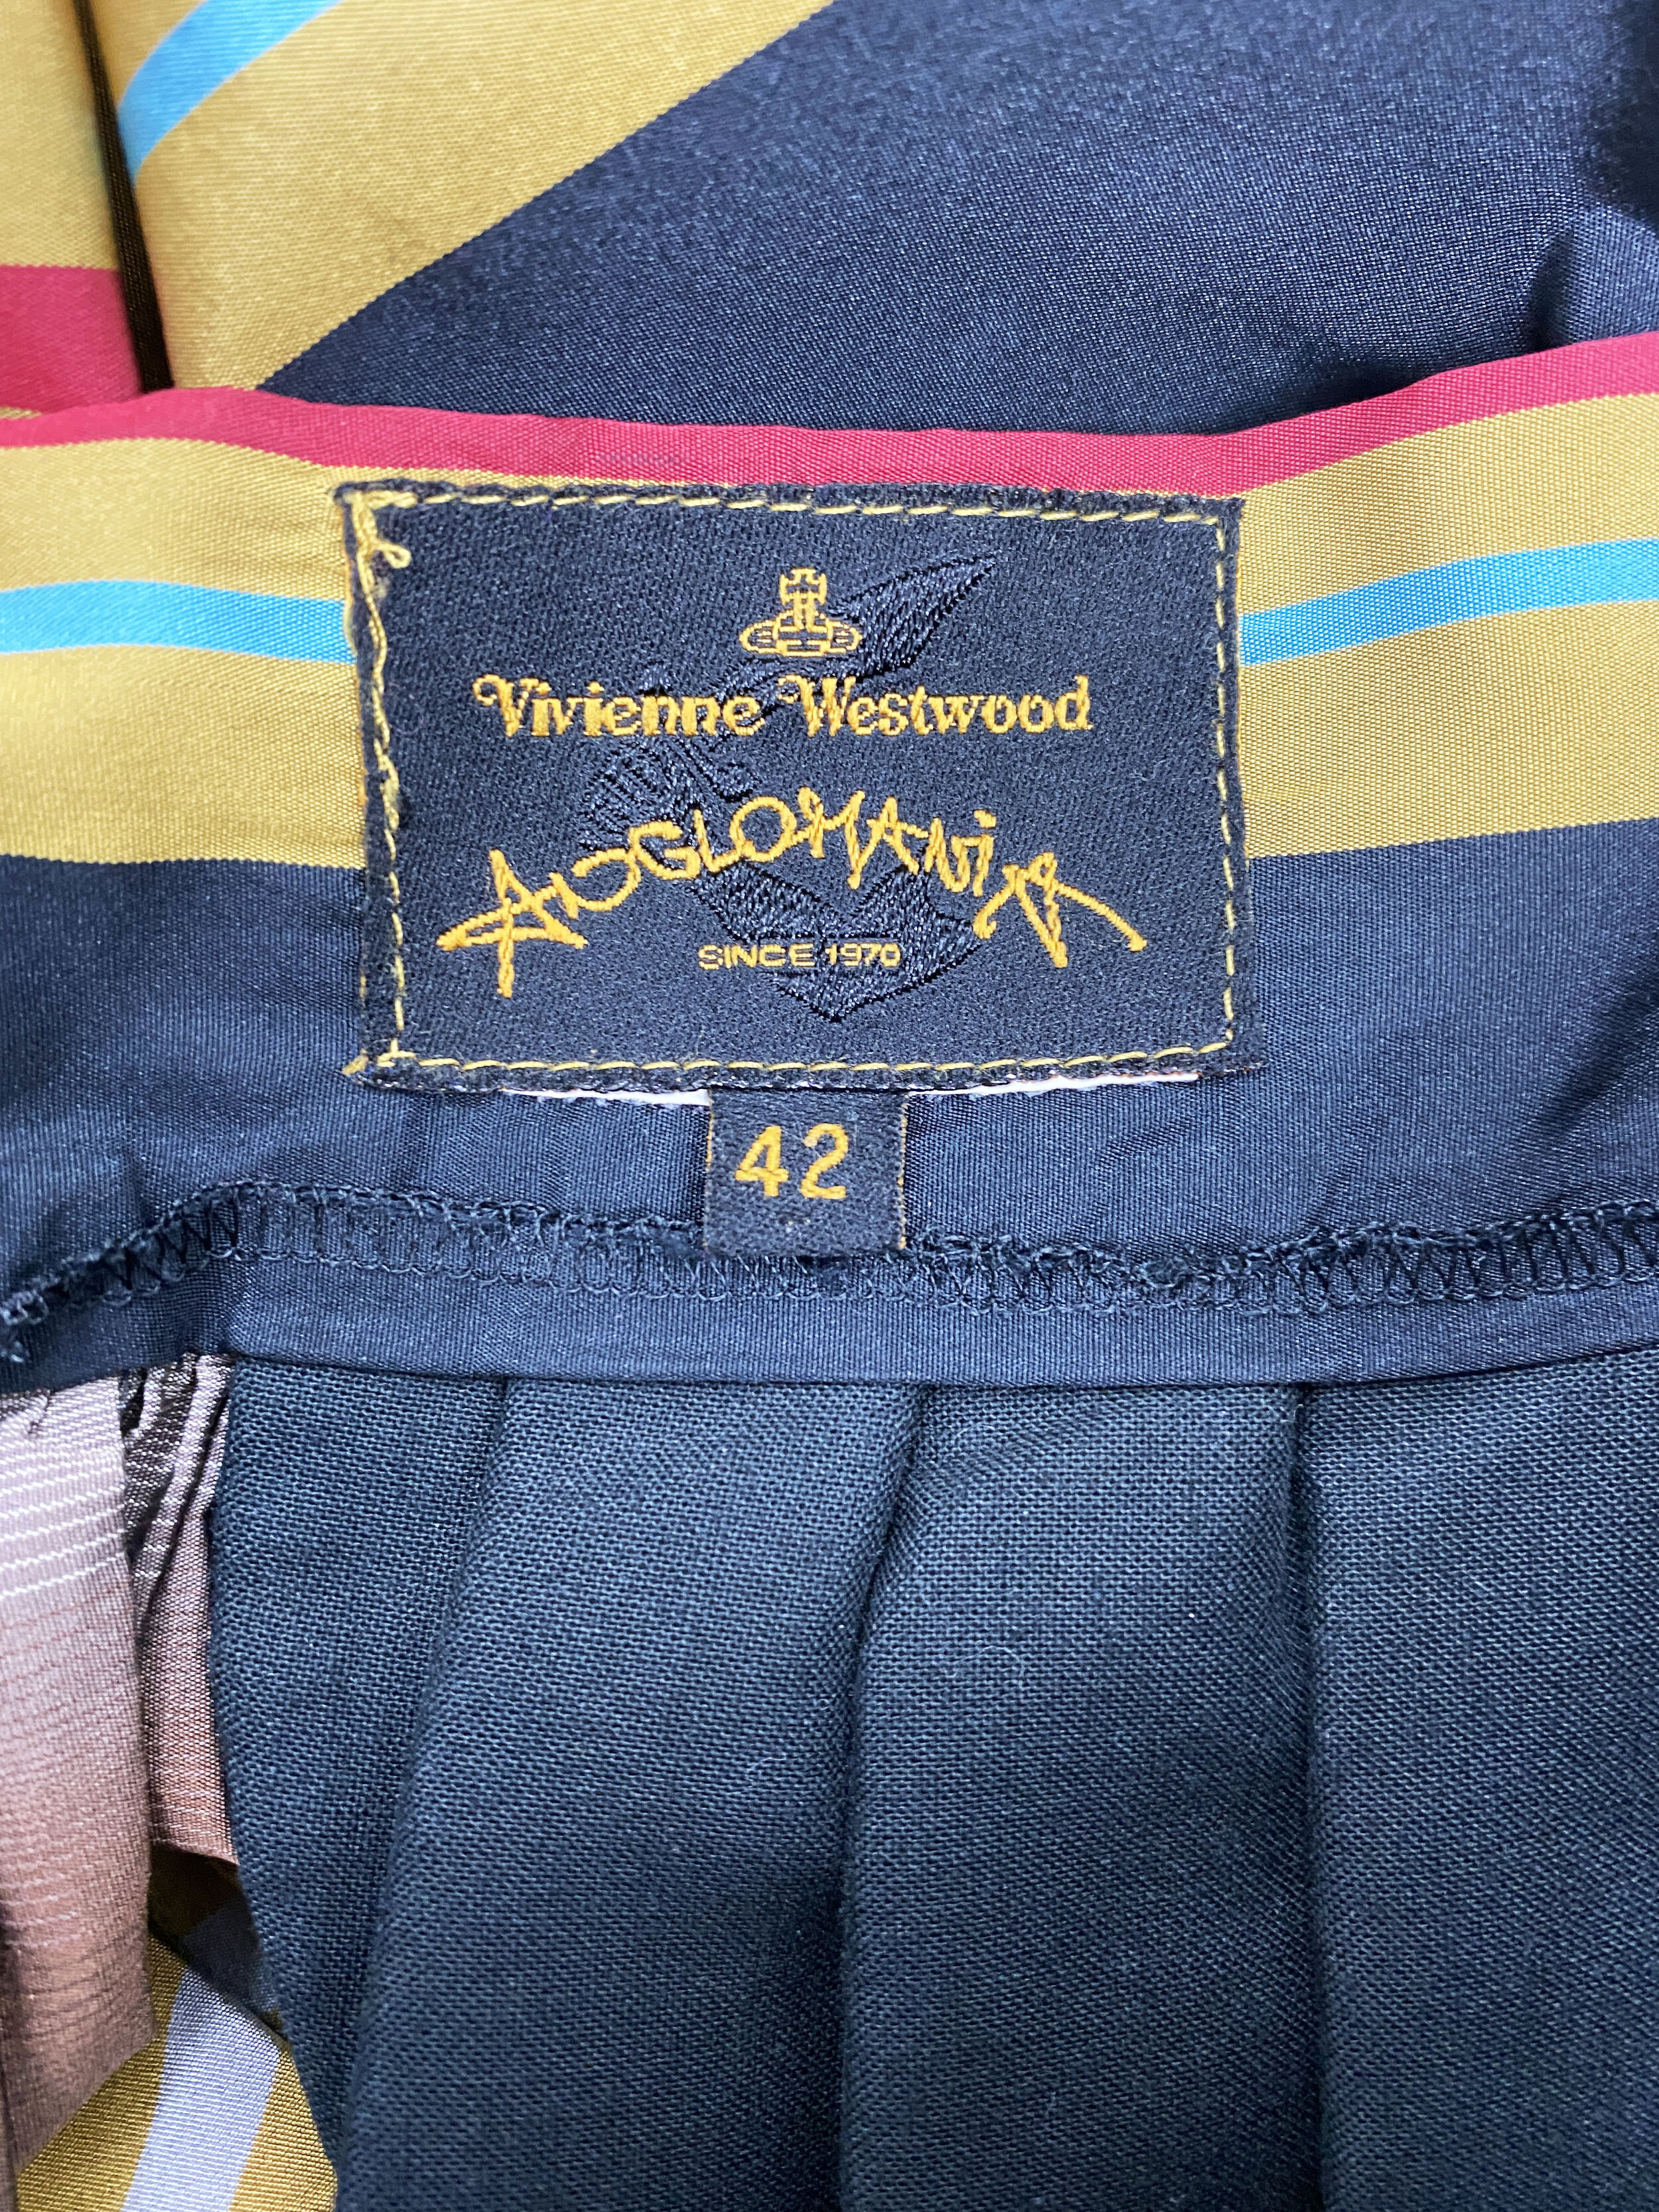 Vivienne Westwood
ANGLOMANIA
SINCE 1970
42